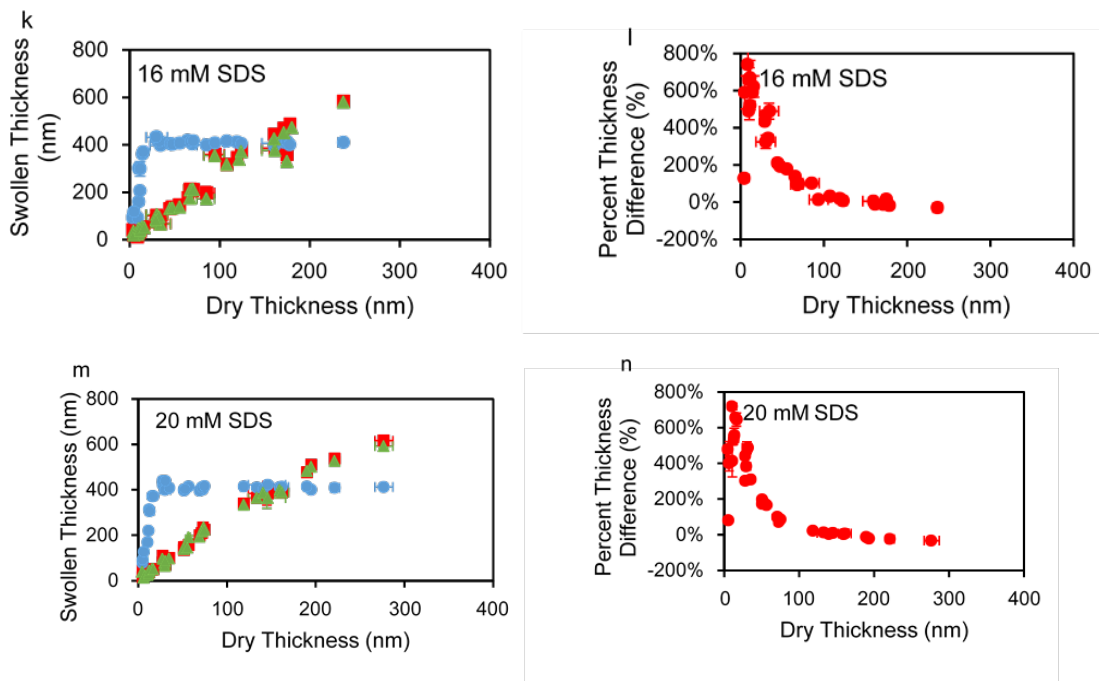 k
800
600
400
200
0
Swollen Thickness
(nm)
16 mM SDS
0 100 200 300 400
Dry Thickness (nm)
l
800%
600%
400%
200%
0%
-200%
Percent Thickness
Difference (%)
16 mM SDS
0 100 200 300 400
Dry Thickness (nm)
m
800
600
400
200
0
Swollen Thickness (nm)
20 mM SDS
0 100 200 300 400
Dry Thickness (nm)
n
800%
600%
400%
200%
0%
-200%
Percent Thickness
Difference (%)
20 mM SDS
0 100 200 300 400
Dry Thickness (nm)